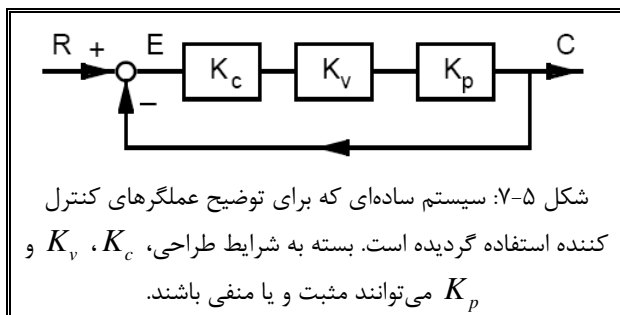 R + E K_c K_v K_p C
−
شکل ۵-۷: سیستم ساده‌ای که برای توضیح عملگرهای کنترل
کننده استفاده گردیده است. بسته به شرایط طراحی، K_c، K_v و
K_p می‌توانند مثبت و یا منفی باشند.